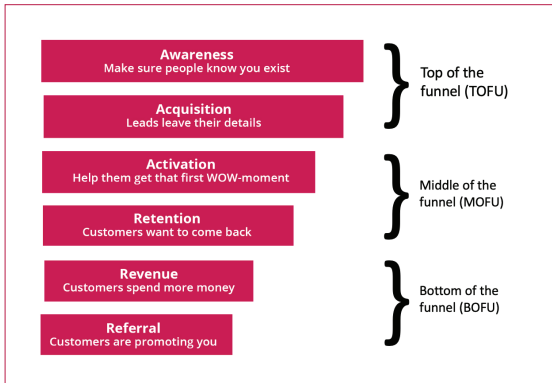 Awareness
Make sure people know you exist
Acquisition
Leads leave their details
Top of the
funnel (TOFU)
Activation
Help them get that first WOW-moment
Retention
Customers want to come back
Middle of the
funnel (MOFU)
Revenue
Customers spend more money
Referral
Customers are promoting you
Bottom of the
funnel (BOFU)